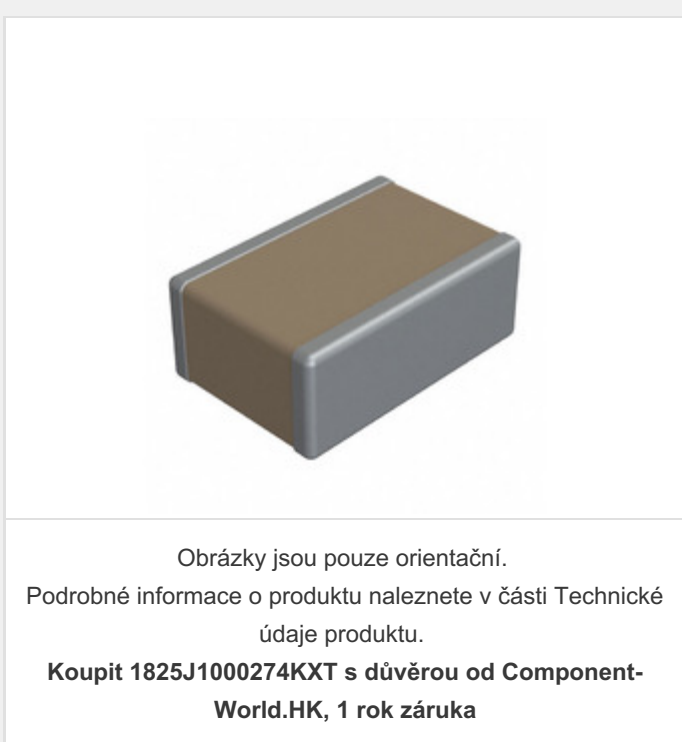 Obrázky jsou pouze orientační.
Podrobné informace o produktu naleznete v části Technické
údaje produktu.
Koupit 1825J1000274KXT s důvěrou od Component-
World.HK, 1 rok záruka